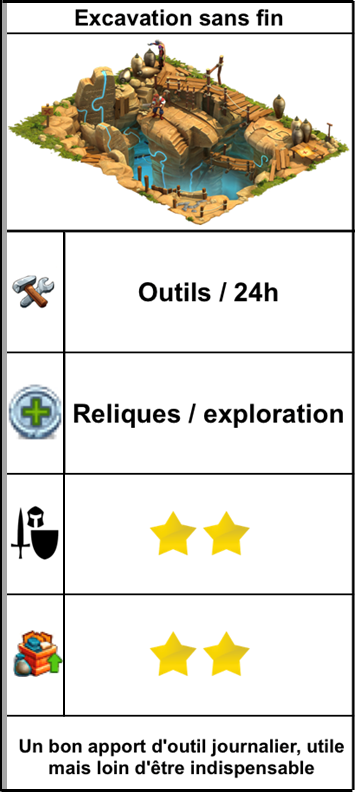 Excavation sans fin
Outils / 24h
Reliques / exploration
Un bon apport d'outil journalier, utile
mais loin d'être indispensable